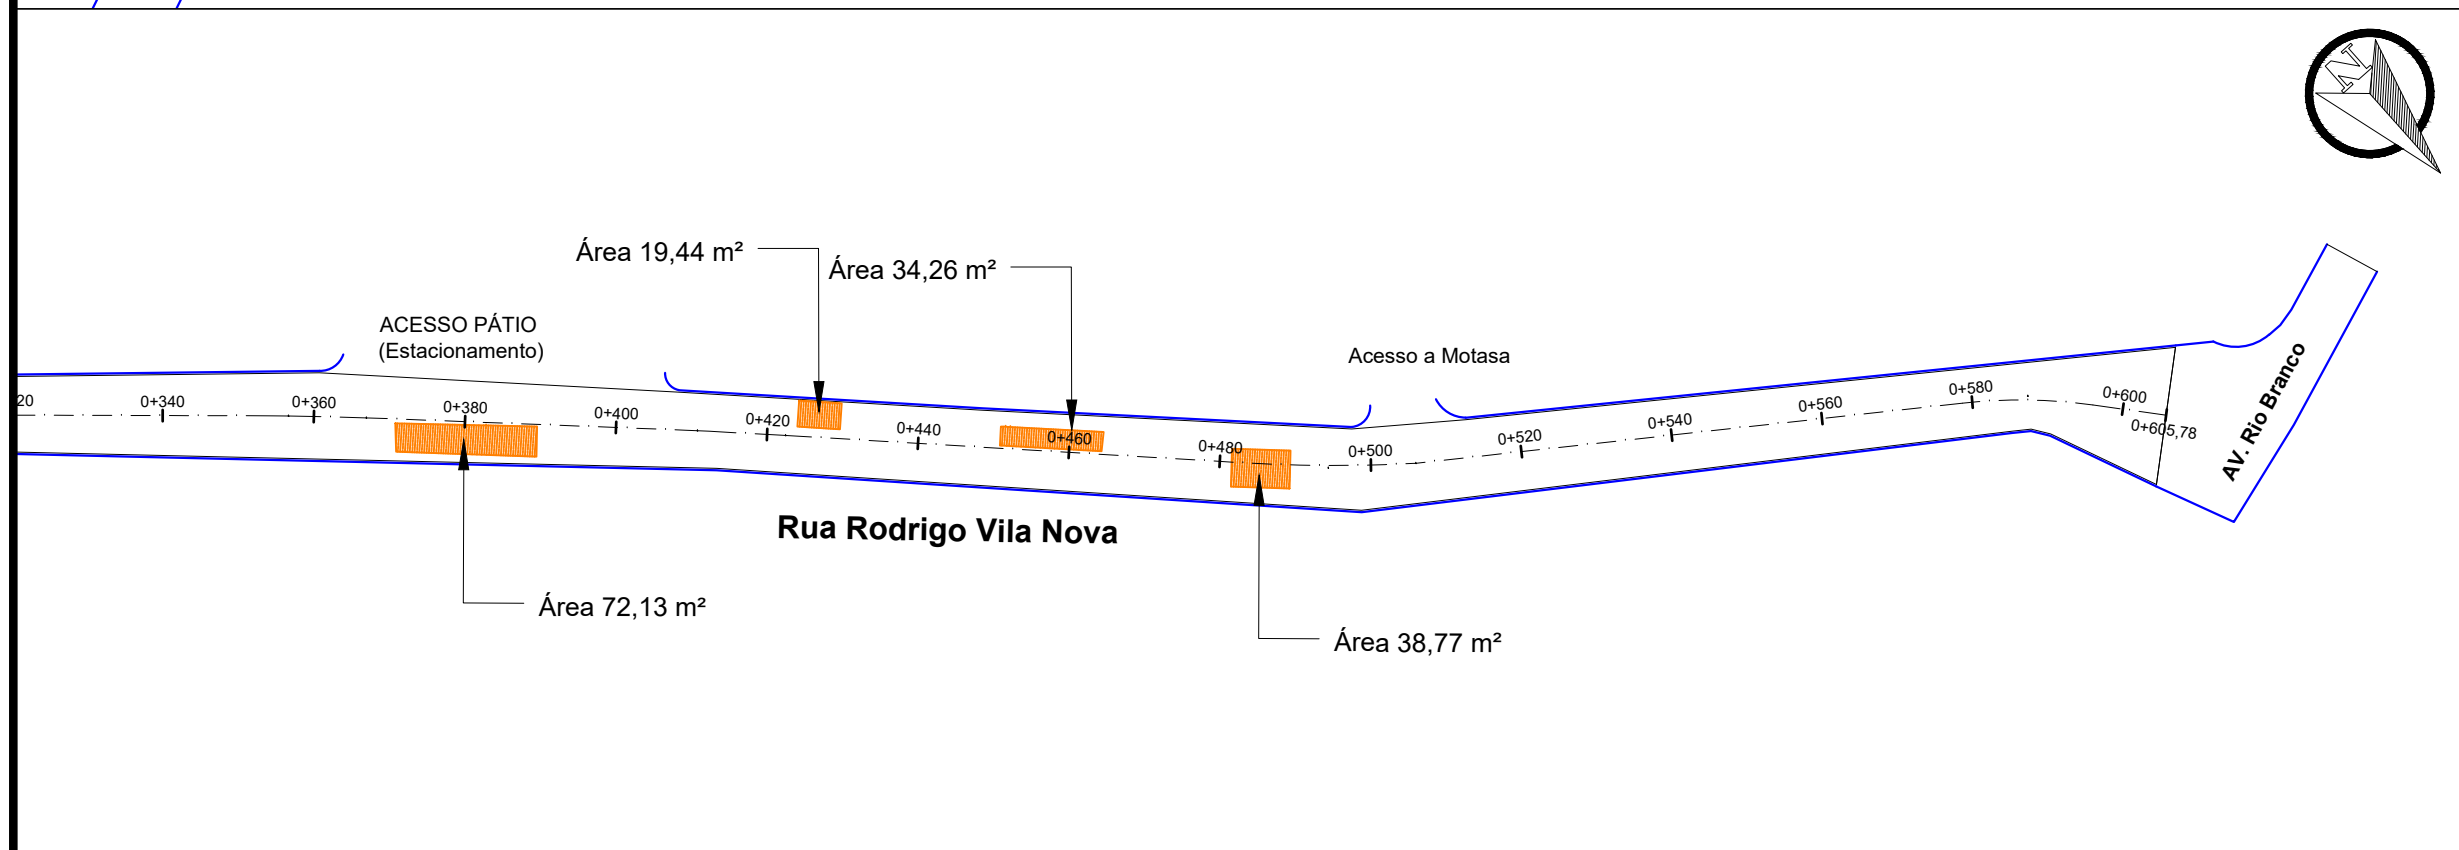 N
Área 19,44 m²
Área 34,26 m²
ACESSO PÁTIO
(Estacionamento)
Acesso a Motasa
20
0+340
0+360
0+380
0+400
0+420
0+440
0+460
0+480
0+500
0+520
0+540
0+560
0+580
0+600
0+605,78
AV. Rio Branco
Rua Rodrigo Vila Nova
Área 72,13 m²
Área 38,77 m²